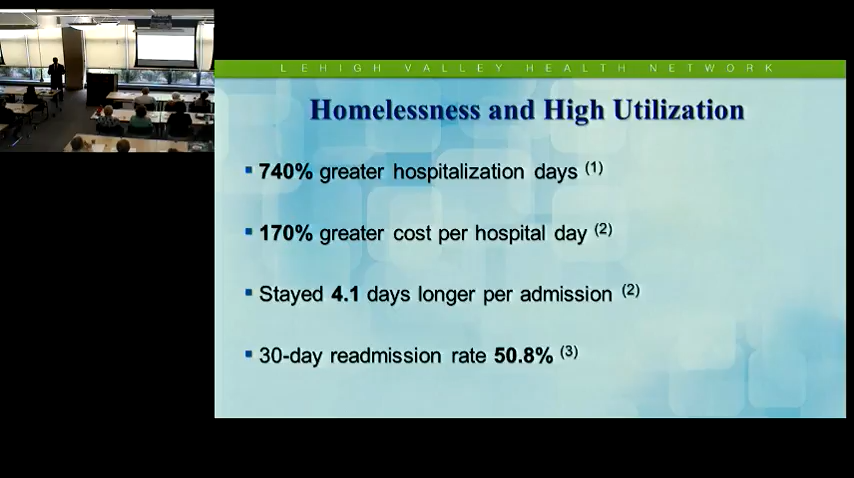 LEHIGH VALLEY HEALTH NETWORK
Homelessness and High Utilization
▪ 740% greater hospitalization days (1)
▪ 170% greater cost per hospital day (2)
▪ Stayed 4.1 days longer per admission (2)
▪ 30-day readmission rate 50.8% (3)